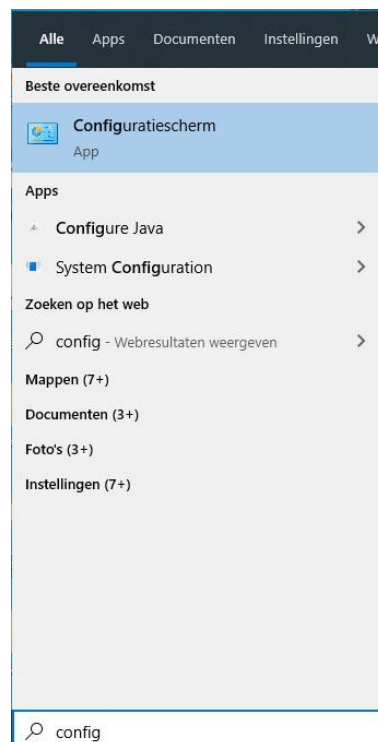 Alle Apps Documenten Instellingen W
Beste overeenkomst
Configuratiescherm
App
Apps
Configure Java
System Configuration
Zoeken op het web
config - Webresultaten weergeven
Mappen (7+)
Documenten (3+)
Foto's (3+)
Instellingen (7+)
config